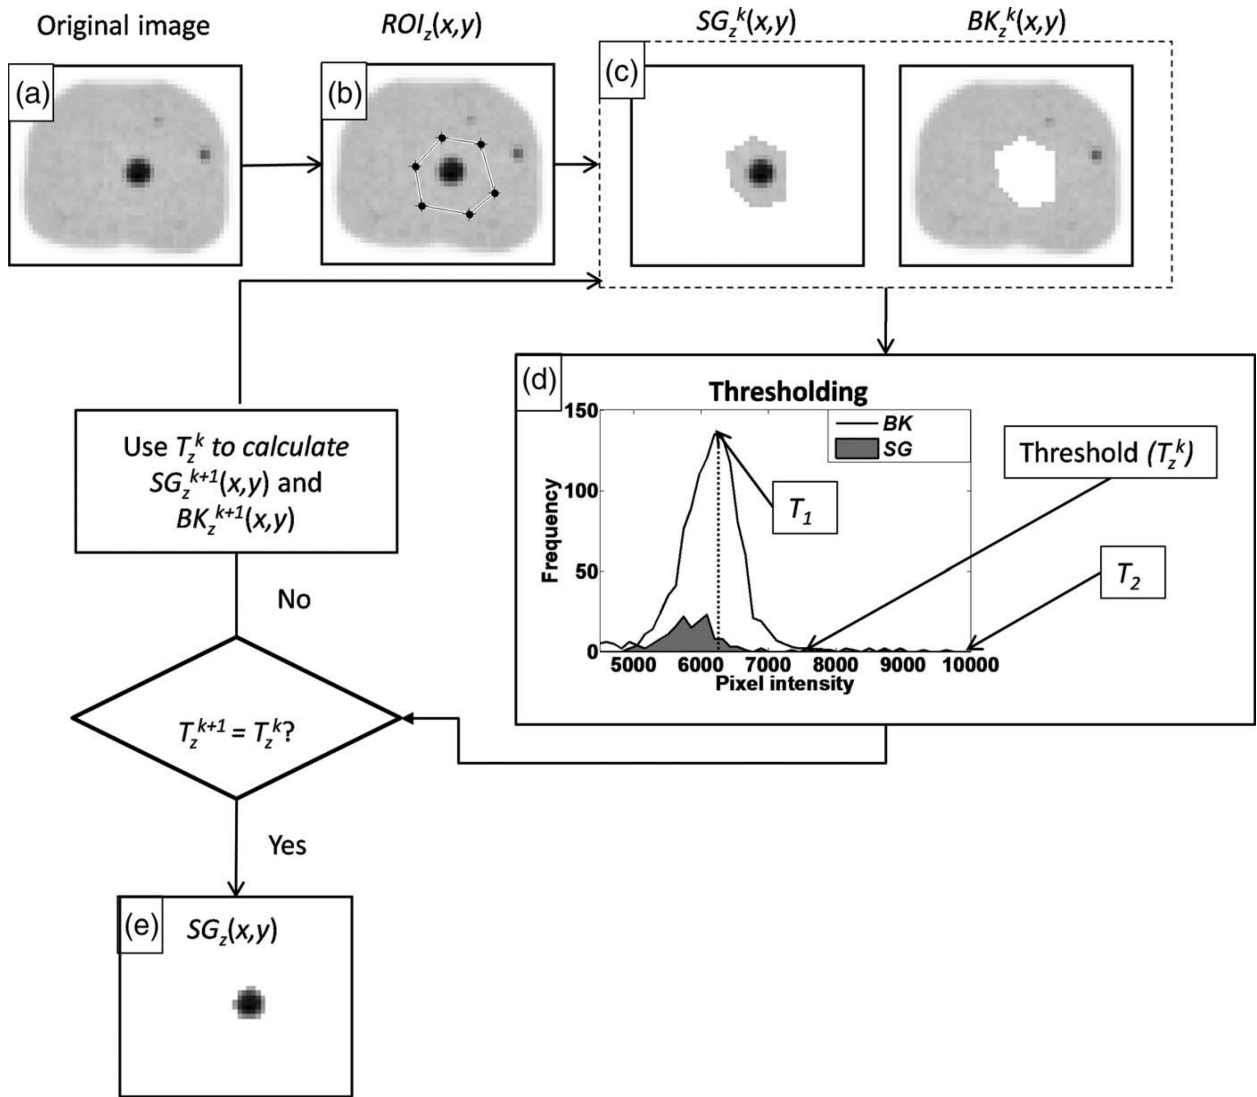 Original image
ROI_z(x,y)
SG_z^k(x,y)
BK_z^k(x,y)
(a)
(b)
(c)
(d)
Thresholding
150
100
50
0
Frequency
BK
SG
T_1
Threshold (T_z^k)
T_2
5000 6000 7000 8000 9000 10000
Pixel intensity
Use T_z^k to calculate
SG_z^{k+1}(x,y) and
BK_z^{k+1}(x,y)
No
T_z^{k+1} = T_z^k?
Yes
(e)
SG_z(x,y)